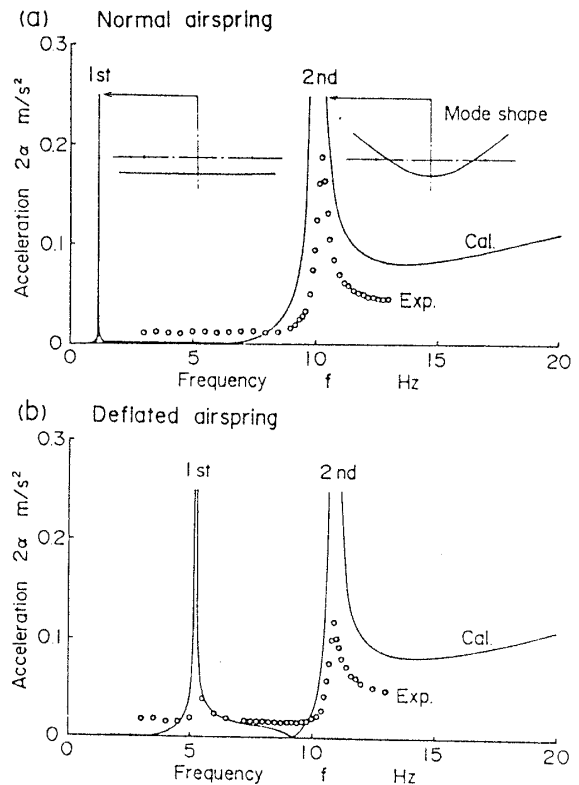 (a) Normal airspring
0.3
1st
2nd
Mode shape
0.2
Acceleration 2α m/s²
0.1
Cal.
Exp.
0
0 5 10 15 20
Frequency f Hz
(b) Deflated airspring
0.3
1st
2nd
0.2
Acceleration 2α m/s²
0.1
Cal.
Exp.
0
0 5 10 15 20
Frequency f Hz